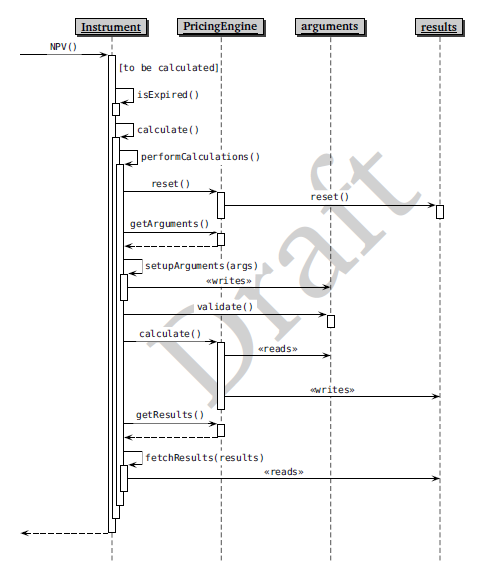 Instrument PricingEngine arguments results
NPV()
[to be calculated]
isExpired()
calculate()
performCalculations()
reset()
reset()
getArguments()
setupArguments(args)
«writes»
validate()
calculate()
«reads»
«writes»
getResults()
fetchResults(results)
«reads»
Draft